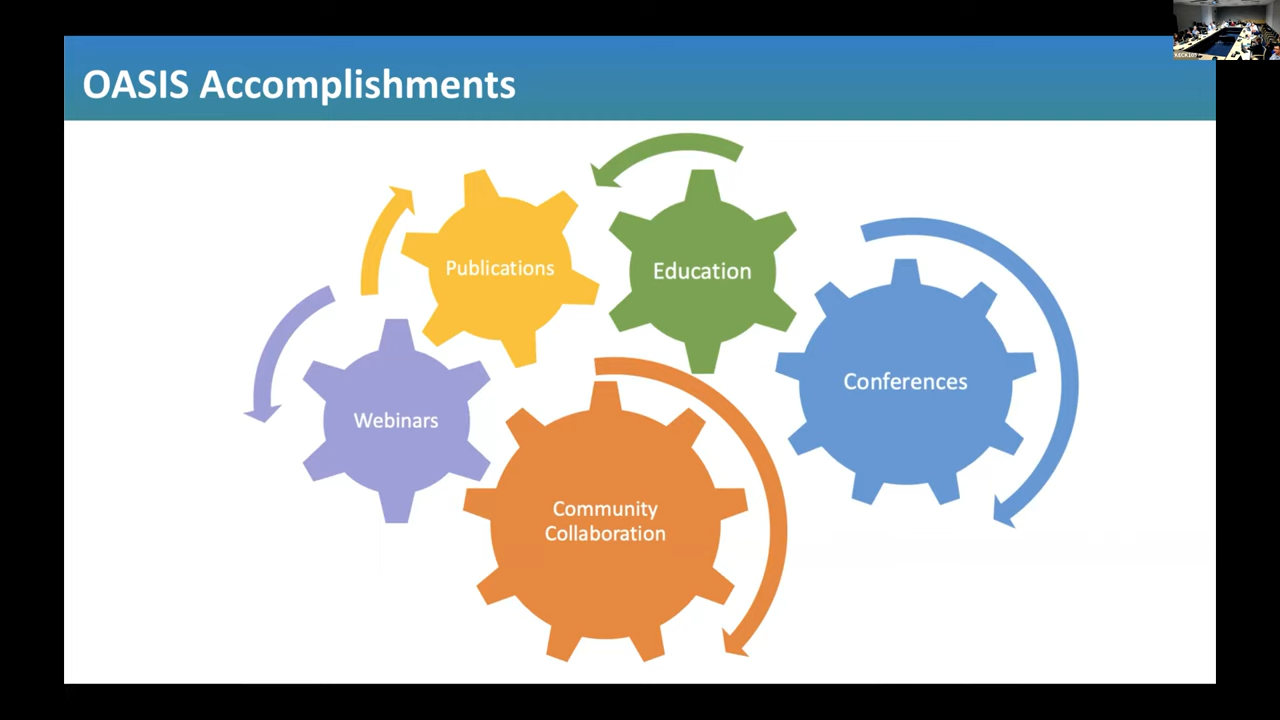 OASIS Accomplishments
Publications
Education
Conferences
Webinars
Community
Collaboration